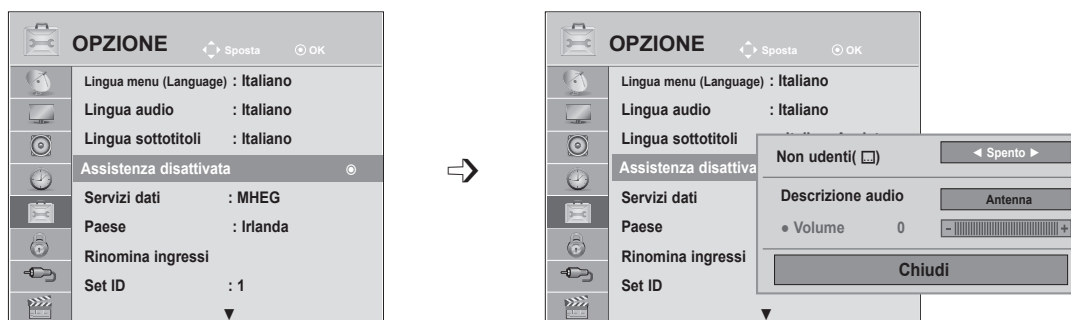 OPZIONE Sposta OK
Lingua menu (Language) : Italiano
Lingua audio : Italiano
Lingua sottotitoli : Italiano
Assistenza disattivata
Servizi dati : MHEG
Paese : Irlanda
Rinomina ingressi
Set ID : 1
OPZIONE Sposta OK
Lingua menu (Language) : Italiano
Lingua audio : Italiano
Lingua sottotitoli
Assistenza disattiva
Servizi dati
Paese
Rinomina ingressi
Set ID
Non udenti( ) ◄ Spento ►
Descrizione audio Antenna
• Volume 0 - +
Chiudi